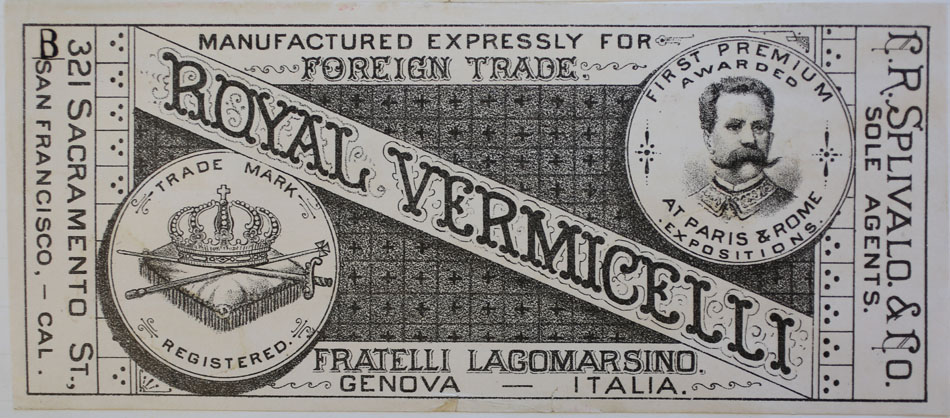 B
321 SACRAMENTO ST.,
SAN FRANCISCO, - CAL.
MANUFACTURED EXPRESSLY FOR
FOREIGN TRADE.
ROYAL VERMICELLI
TRADE MARK
REGISTERED.
FIRST PREMIUM
AWARDED
AT PARIS & ROME
EXPOSITIONS.
FRATELLI LAGOMARSINO.
GENOVA — ITALIA.
C.R. SPLIVALO. & CO.
SOLE AGENTS.